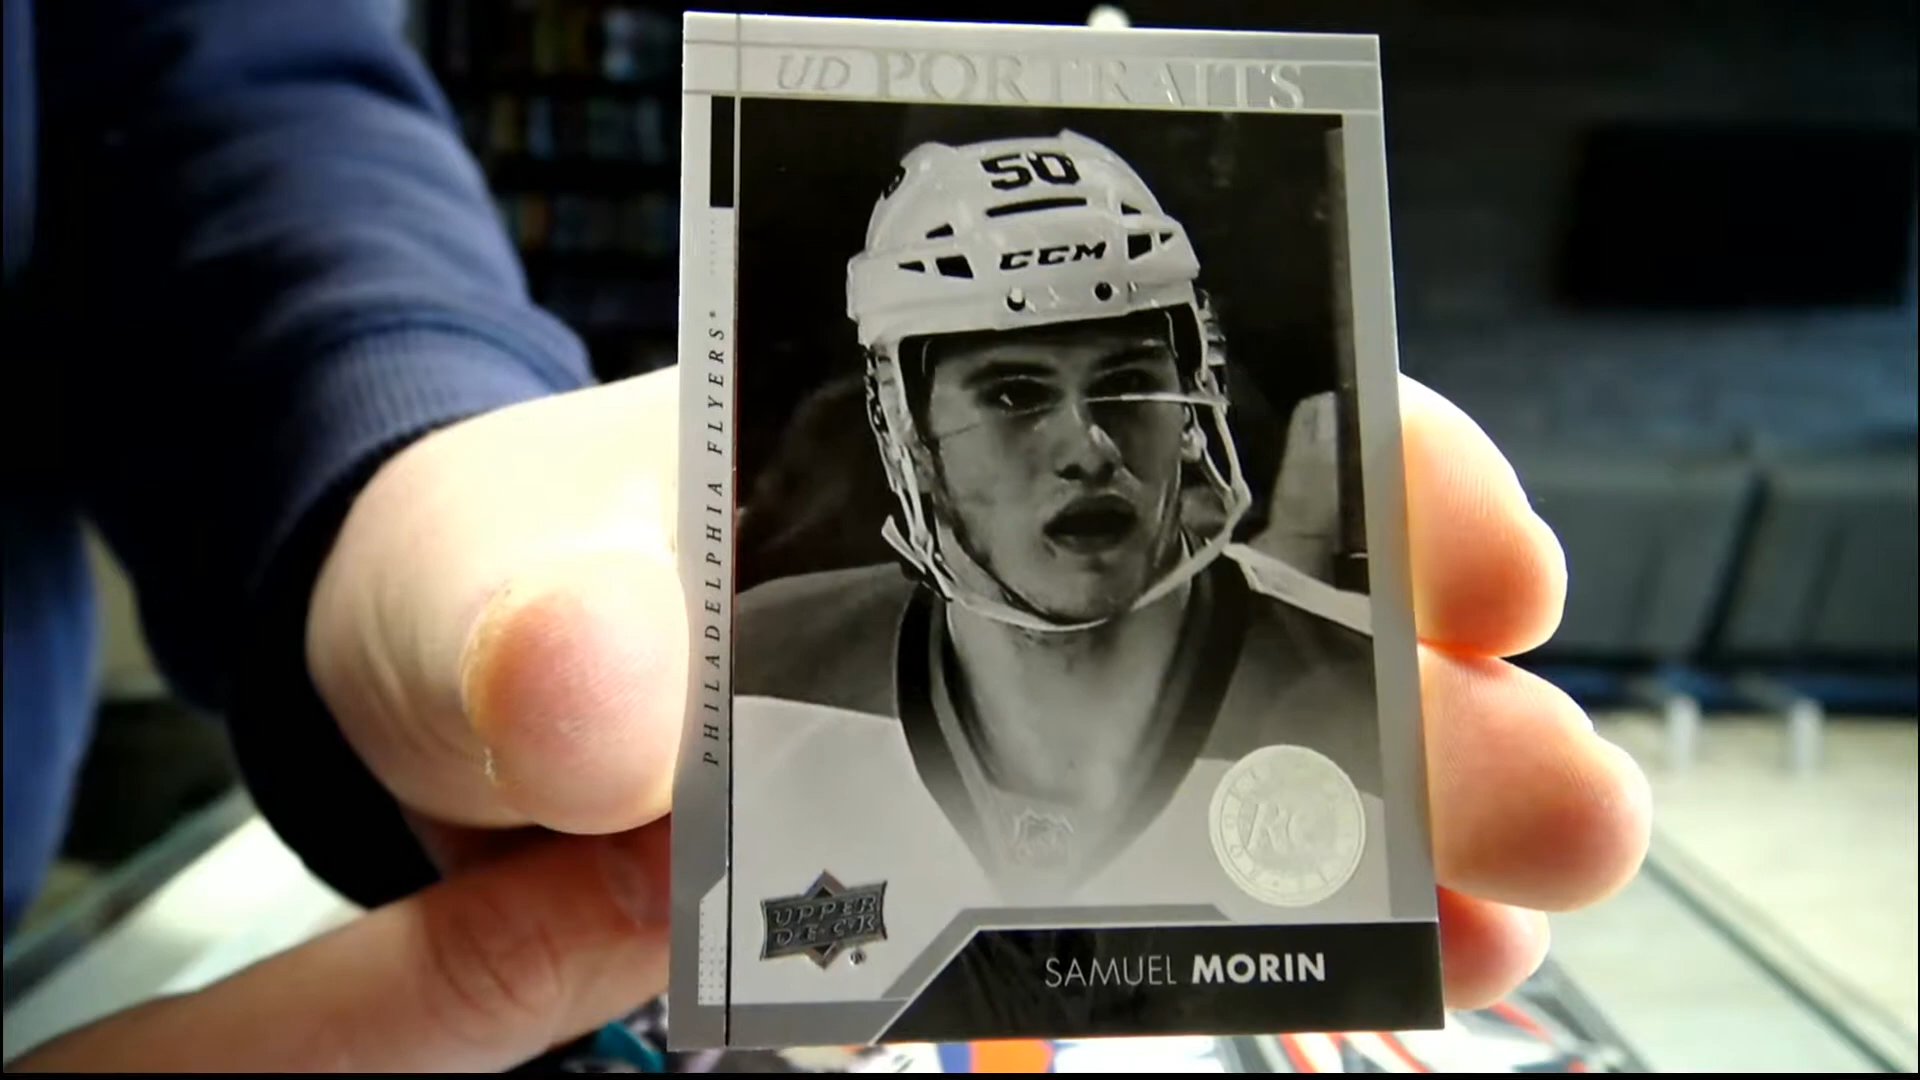 UD PORTRAITS
50
CCM
PHILADELPHIA FLYERS®
RC
UPPER
DECK
®
SAMUEL MORIN